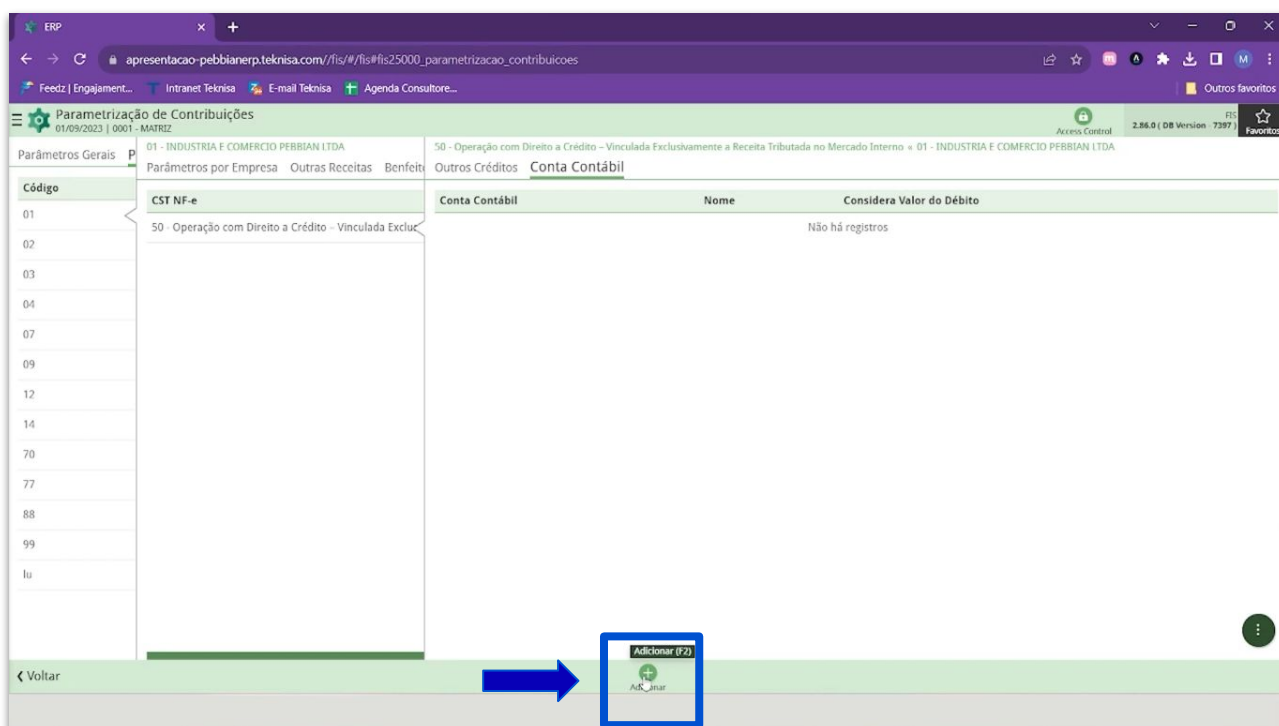 ERP
apresentacao-pebbianerp.teknisa.com//fis/#/fis#fis25000_parametrizacao_contribuicoes
Feedz | Engajament... Intranet Teknisa E-mail Teknisa Agenda Consultore... Outros favoritos
Parametrização de Contribuições
01/09/2023 | 0001 - MATRIZ
Access Control
FIS
2.86.0 ( DB Version - 7397 )
Favoritos
Parâmetros Gerais P
Código
01
02
03
04
07
09
12
14
70
77
88
99
lu
01 - INDUSTRIA E COMERCIO PEBBIAN LTDA
Parâmetros por Empresa Outras Receitas Benfeit
CST NF-e
50 - Operação com Direito a Crédito – Vinculada Exclus
50 - Operação com Direito a Crédito – Vinculada Exclusivamente a Receita Tributada no Mercado Interno « 01 - INDUSTRIA E COMERCIO PEBBIAN LTDA
Outros Créditos Conta Contábil
Conta Contábil Nome Considera Valor do Débito
Não há registros
Adicionar (F2)
Voltar
Adicionar